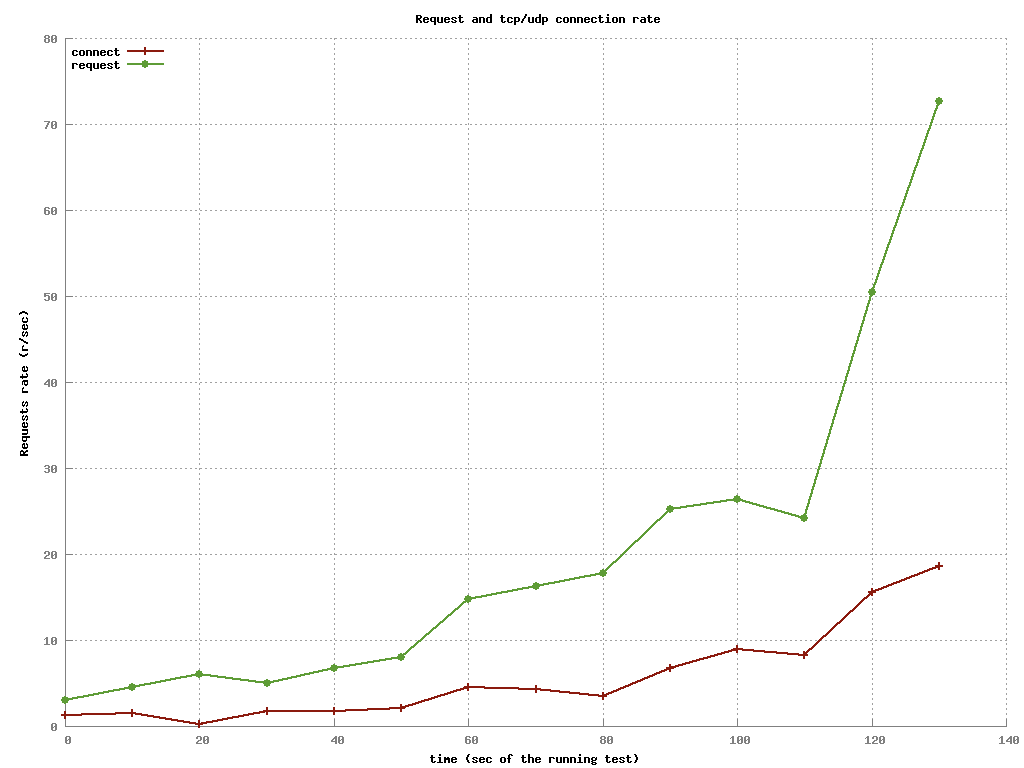 Request and tcp/udp connection rate
80
connect
request
70
60
50
40
30
20
10
0
Requests rate (r/sec)
0 20 40 60 80 100 120 140
time (sec of the running test)